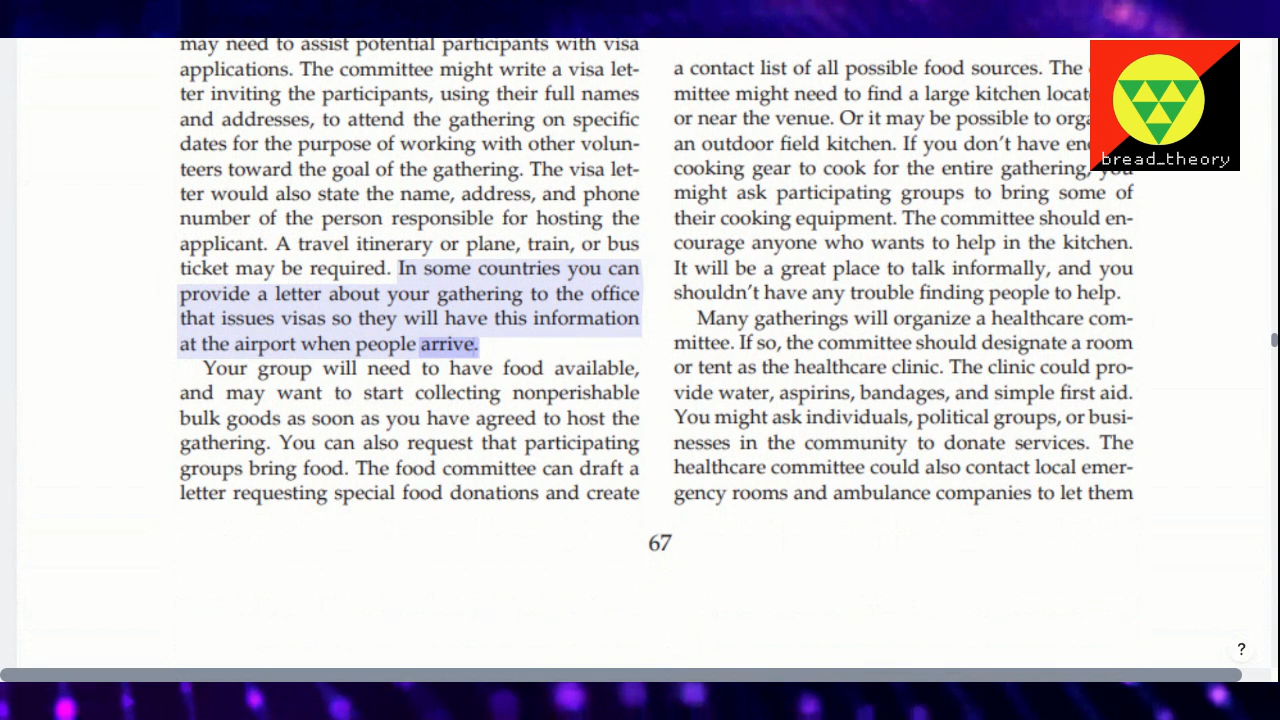 may need to assist potential participants with visa
applications. The committee might write a visa let-
ter inviting the participants, using their full names
and addresses, to attend the gathering on specific
dates for the purpose of working with other volun-
teers toward the goal of the gathering. The visa let-
ter would also state the name, address, and phone
number of the person responsible for hosting the
applicant. A travel itinerary or plane, train, or bus
ticket may be required. In some countries you can
provide a letter about your gathering to the office
that issues visas so they will have this information
at the airport when people arrive.
Your group will need to have food available,
and may want to start collecting nonperishable
bulk goods as soon as you have agreed to host the
gathering. You can also request that participating
groups bring food. The food committee can draft a
letter requesting special food donations and create
a contact list of all possible food sources. The
mittee might need to find a large kitchen
or near the venue. Or it may be possible to
an outdoor field kitchen. If you don't have
cooking gear to cook for the entire gathering, you
might ask participating groups to bring some of
their cooking equipment. The committee should en-
courage anyone who wants to help in the kitchen.
It will be a great place to talk informally, and you
shouldn't have any trouble finding people to help.
Many gatherings will organize a healthcare com-
mittee. If so, the committee should designate a room
or tent as the healthcare clinic. The clinic could pro-
vide water, aspirins, bandages, and simple first aid.
You might ask individuals, political groups, or busi-
nesses in the community to donate services. The
healthcare committee could also contact local emer-
gency rooms and ambulance companies to let them
67
bread_theory
?